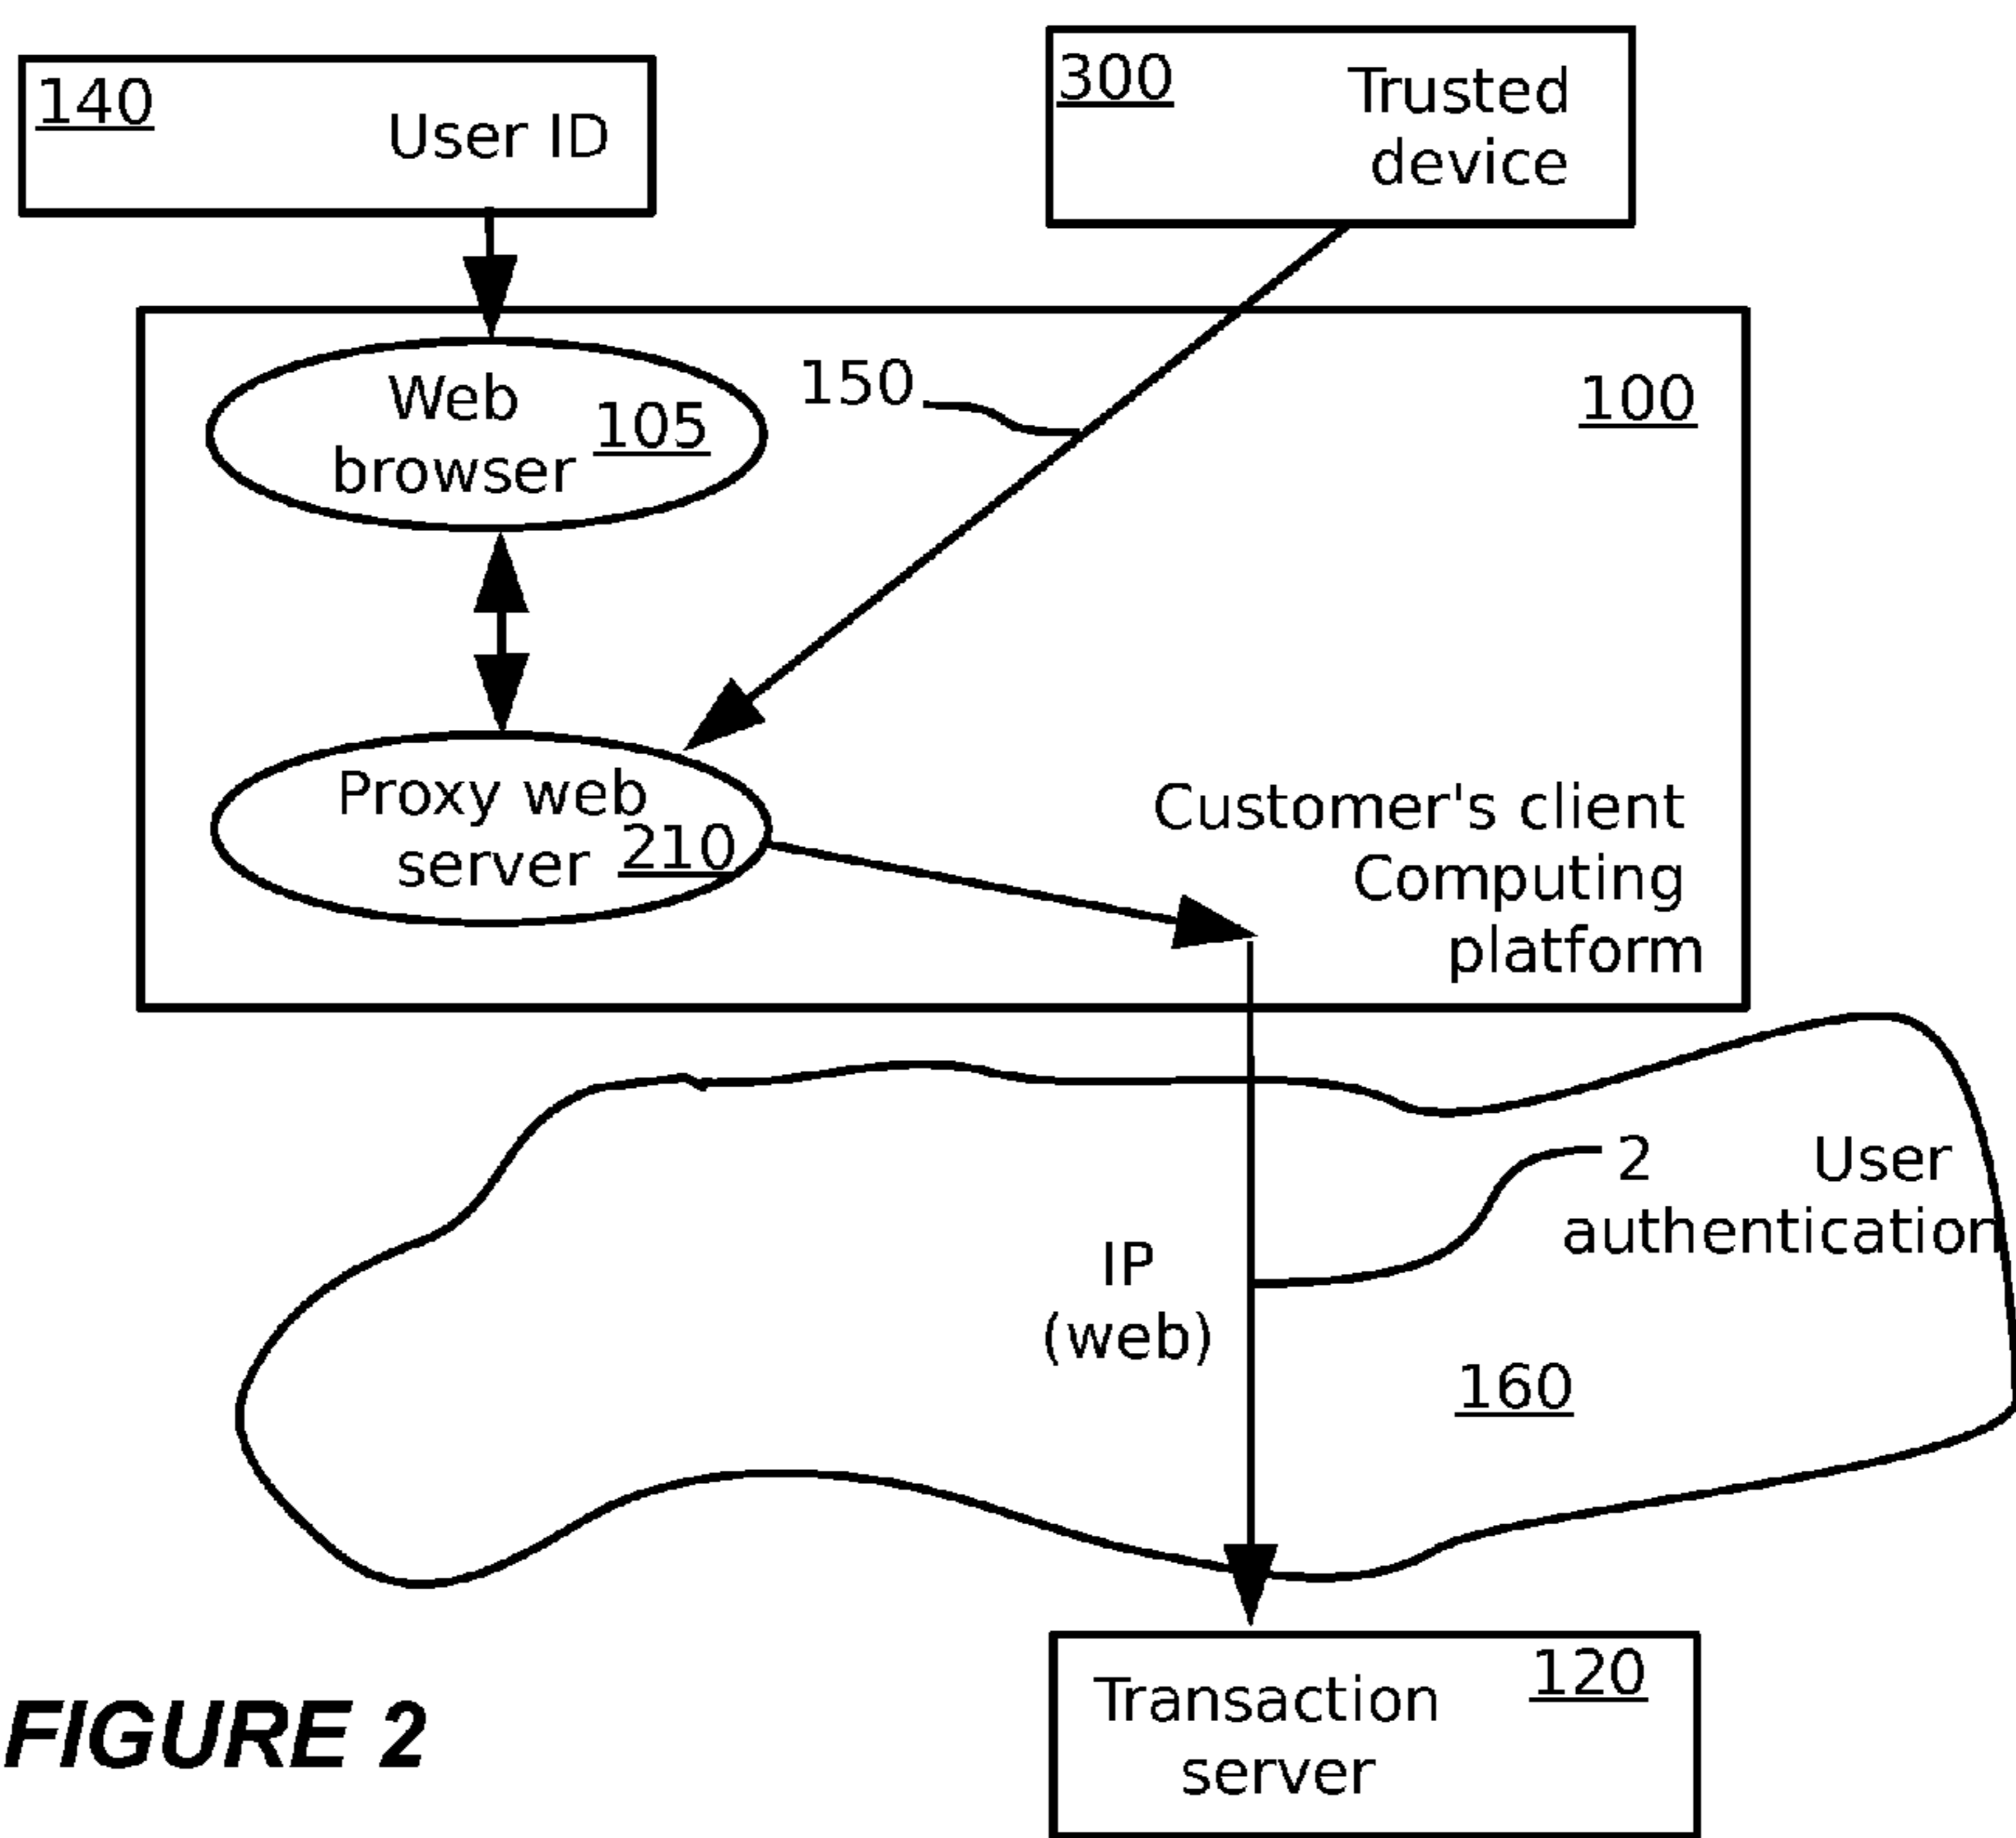 140
User ID
300
Trusted
device
Web
browser
105
150
100
Proxy web
server
210
Customer's client
Computing
platform
2
User
authentication
IP
(web)
160
Transaction
server
120
FIGURE 2